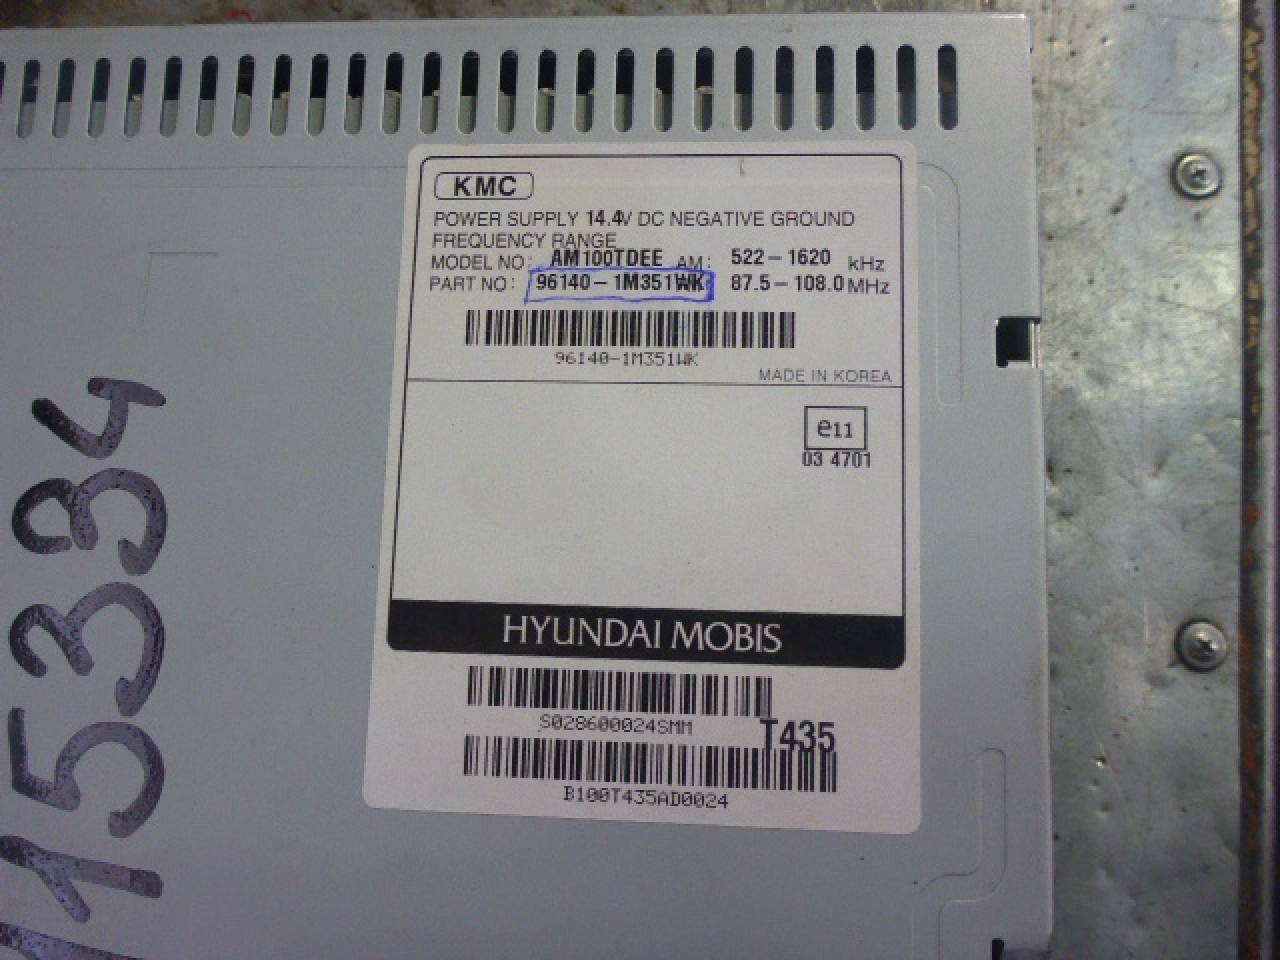 KMC
POWER SUPPLY 14.4V DC NEGATIVE GROUND
FREQUENCY RANGE
MODEL NO: AM100TDEE AM: 522-1620 kHz
PART NO: 96140-1M351WK 87.5-108.0 MHz
96140-1M351WK
MADE IN KOREA
e11
03 4701
HYUNDAI MOBIS
S028600024SMM
T435
B100T435AD0024
15334